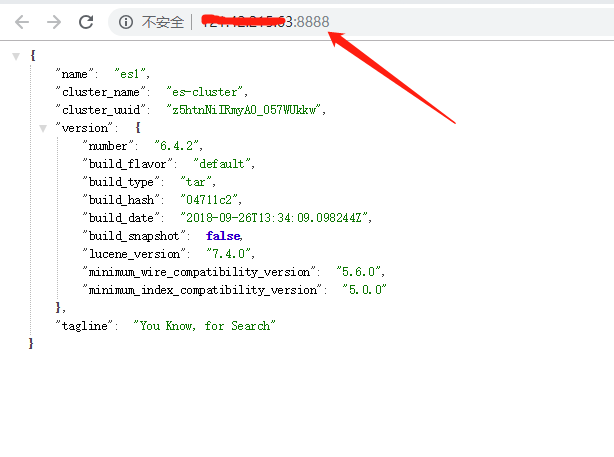 不安全 :8888
{
"name": "es1",
"cluster_name": "es-cluster",
"cluster_uuid": "z5htnNiIRmyA0_057WUkkw",
"version": {
"number": "6.4.2",
"build_flavor": "default",
"build_type": "tar",
"build_hash": "04711c2",
"build_date": "2018-09-26T13:34:09.098244Z",
"build_snapshot": false,
"lucene_version": "7.4.0",
"minimum_wire_compatibility_version": "5.6.0",
"minimum_index_compatibility_version": "5.0.0"
},
"tagline": "You Know, for Search"
}